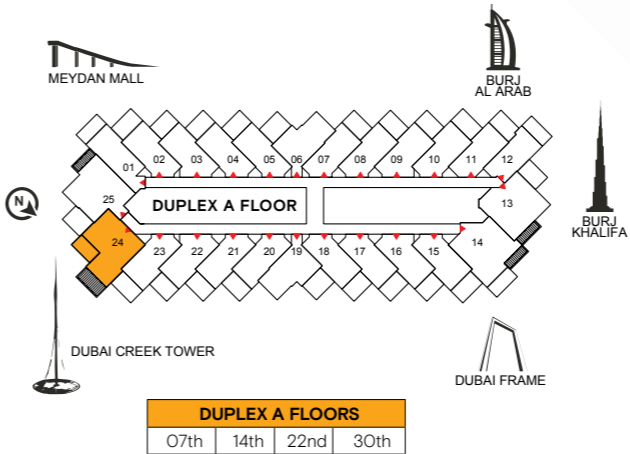 MEYDAN MALL
BURJ
AL ARAB
01 02 03 04 05 06 07 08 09 10 11 12
25
N
DUPLEX A FLOOR
13
BURJ
KHALIFA
24
23 22 21 20 19 18 17 16 15 14
DUBAI CREEK TOWER
DUBAI FRAME
DUPLEX A FLOORS
07th 14th 22nd 30th